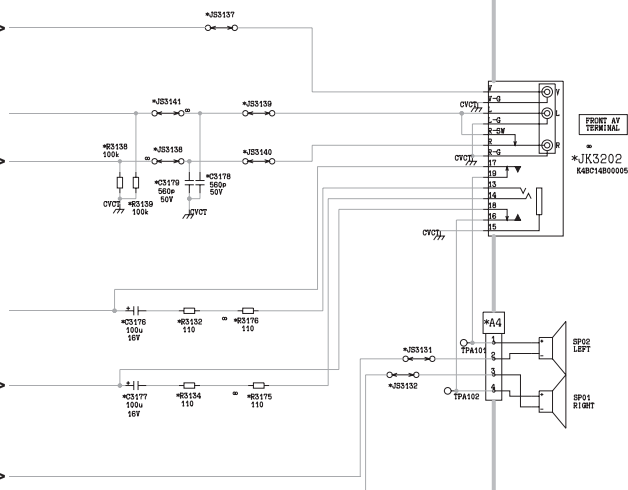 *JS3137
*JS3141
∞
*JS3139
V
V-G
CVCT
L
L-G
R-SW
R
CVCT
R-G
17
19
13
14
18
16
15
CVCT
V
L
R
FRONT AV
TERMINAL
∞
*JK3202
K4BC14B00005
*R3138
100k
∞
*JS3138
*JS3140
*C3179
560p
50V
*C3178
560p
50V
CVCT
*R3139
100k
CVCT
+
*C3176
100u
16V
*R3132
110
∞
*R3176
110
*A4
1
2
3
4
TPA101
*JS3131
*JS3132
TPA102
+
-
SP02
LEFT
+
-
SP01
RIGHT
+
*C3177
100u
16V
*R3134
110
∞
*R3175
110